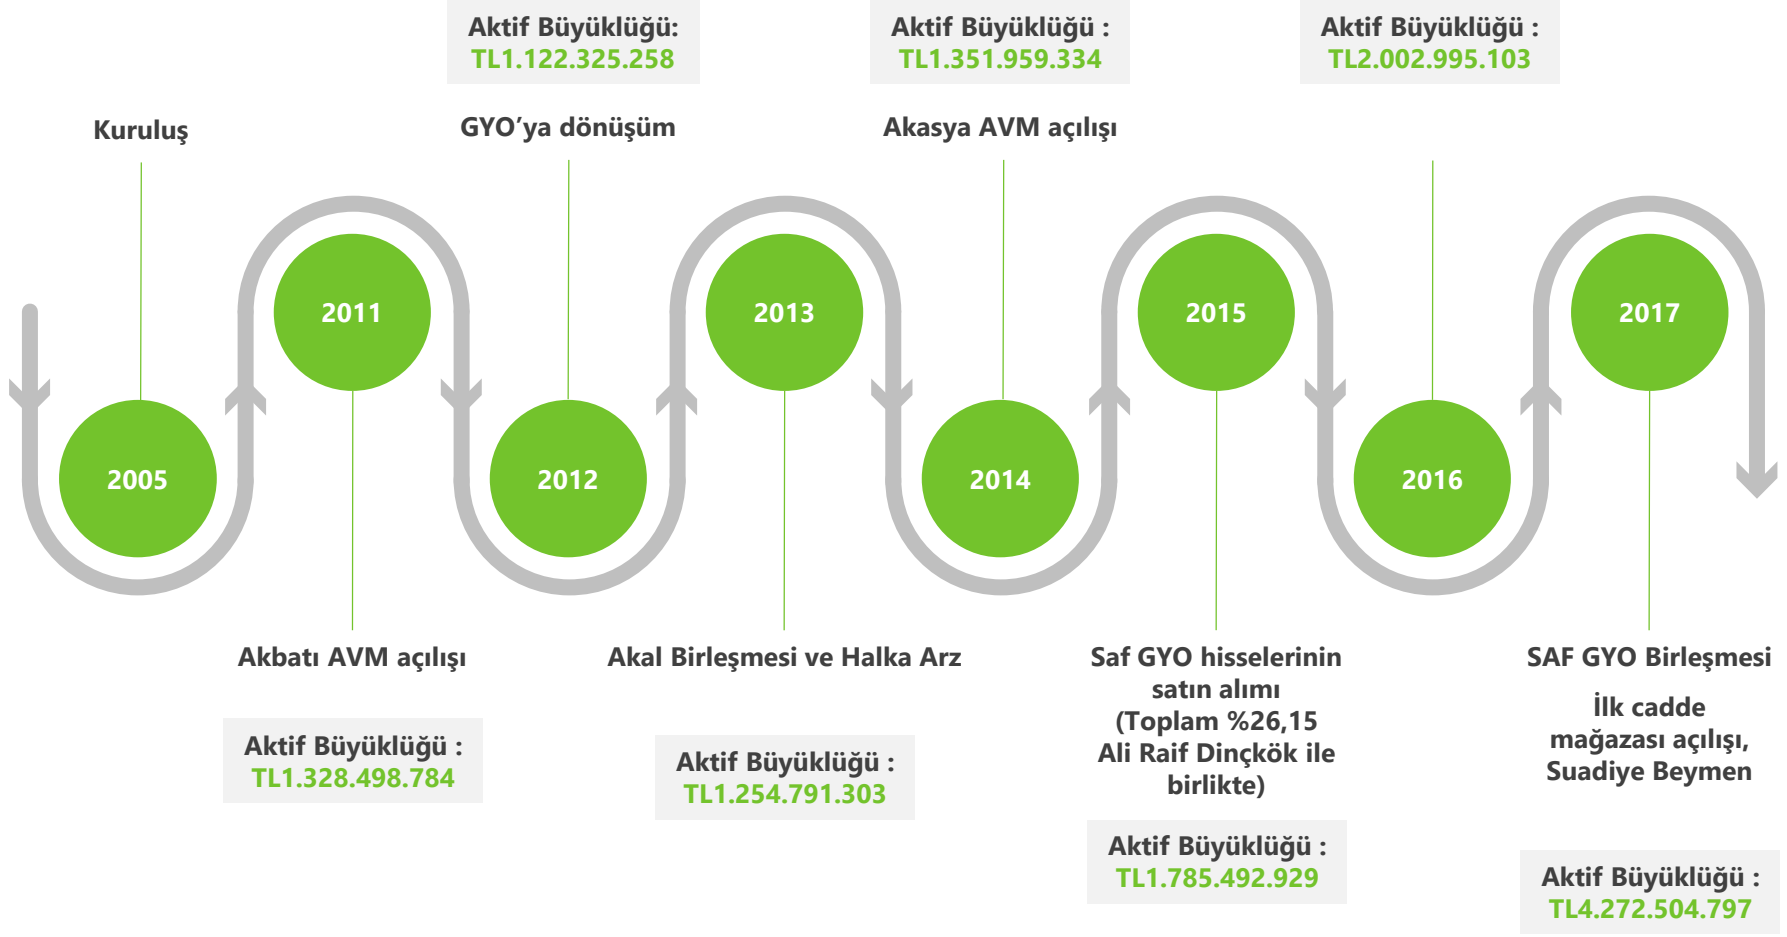 Kuruluş
2005
2011
Akbatı AVM açılışı
Aktif Büyüklüğü :
TL1.328.498.784
Aktif Büyüklüğü:
TL1.122.325.258
GYO’ya dönüşüm
2012
2013
Akal Birleşmesi ve Halka Arz
Aktif Büyüklüğü :
TL1.254.791.303
Aktif Büyüklüğü :
TL1.351.959.334
Akasya AVM açılışı
2014
2015
Saf GYO hisselerinin
satın alımı
(Toplam %26,15
Ali Raif Dinçkök ile
birlikte)
Aktif Büyüklüğü :
TL1.785.492.929
Aktif Büyüklüğü :
TL2.002.995.103
2016
2017
SAF GYO Birleşmesi
İlk cadde
mağazası açılışı,
Suadiye Beymen
Aktif Büyüklüğü :
TL4.272.504.797